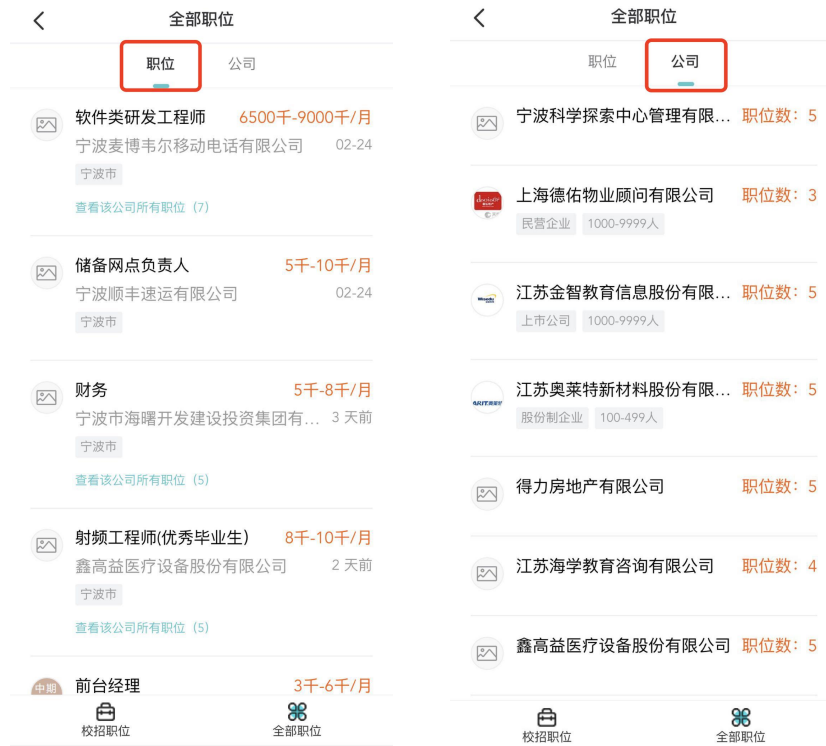 全部职位
职位
公司
软件类研发工程师 6500千-9000千/月
宁波麦博韦尔移动电话有限公司 02-24
宁波市
查看该公司所有职位（7）
储备网点负责人 5千-10千/月
宁波顺丰速运有限公司 02-24
宁波市
财务 5千-8千/月
宁波市海曙开发建设投资集团有... 3 天前
宁波市
查看该公司所有职位（5）
射频工程师(优秀毕业生） 8千-10千/月
鑫高益医疗设备股份有限公司 2 天前
宁波市
查看该公司所有职位（5）
中期 前台经理 3千-6千/月
校招职位 全部职位
全部职位
职位
公司
宁波科学探索中心管理有限... 职位数：5
上海德佑物业顾问有限公司 职位数：3
民营企业 1000-9999人
江苏金智教育信息股份有限... 职位数：5
上市公司 1000-9999人
江苏奥莱特新材料股份有限... 职位数：5
股份制企业 100-499人
得力房地产有限公司 职位数：5
江苏海学教育咨询有限公司 职位数：4
鑫高益医疗设备股份有限公司 职位数：5
校招职位 全部职位